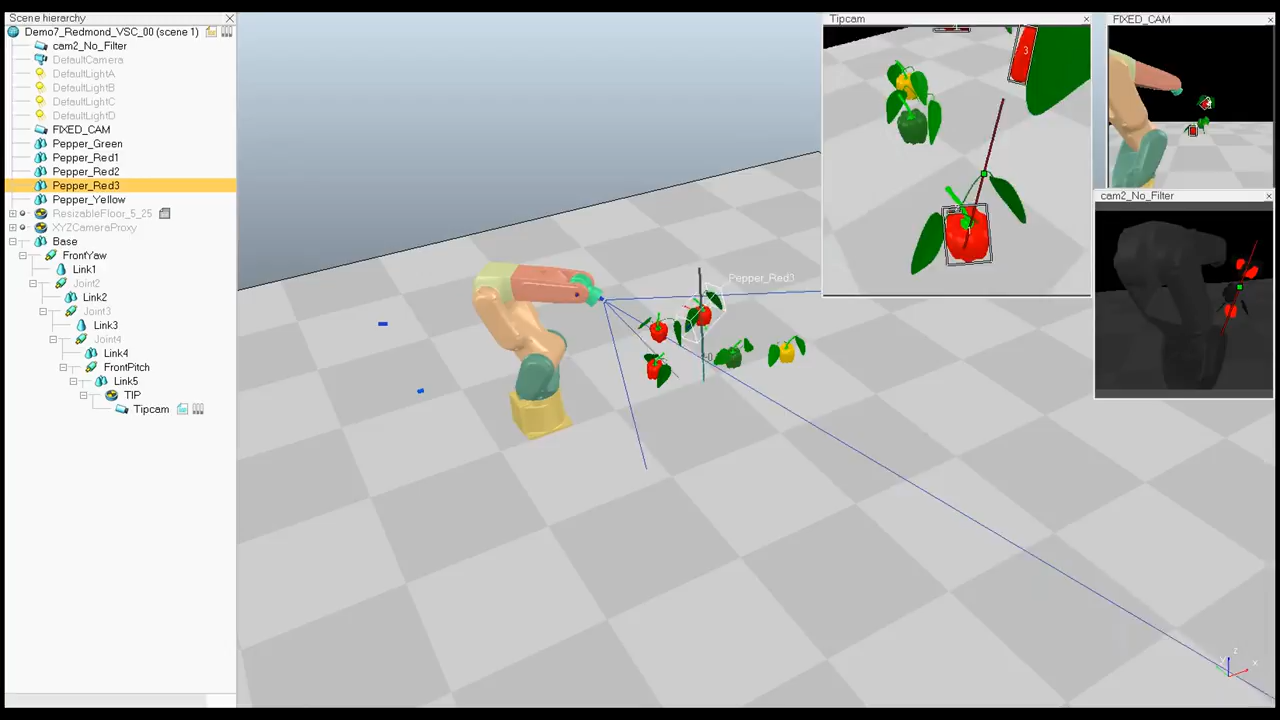 Scene hierarchy
Demo7_Redmond_VSC_00 (scene 1)
cam2_No_Filter
DefaultCamera
DefaultLightA
DefaultLightB
DefaultLightC
DefaultLightD
FIXED_CAM
Pepper_Green
Pepper_Red1
Pepper_Red2
Pepper_Red3
Pepper_Yellow
ResizableFloor_5_25
XYZCameraProxy
Base
FrontYaw
Link1
Joint2
Link2
Joint3
Link3
Joint4
Link4
FrontPitch
Link5
TIP
Tipcam
Pepper_Red3
Tipcam
3
FIXED_CAM
cam2_No_Filter
z
x